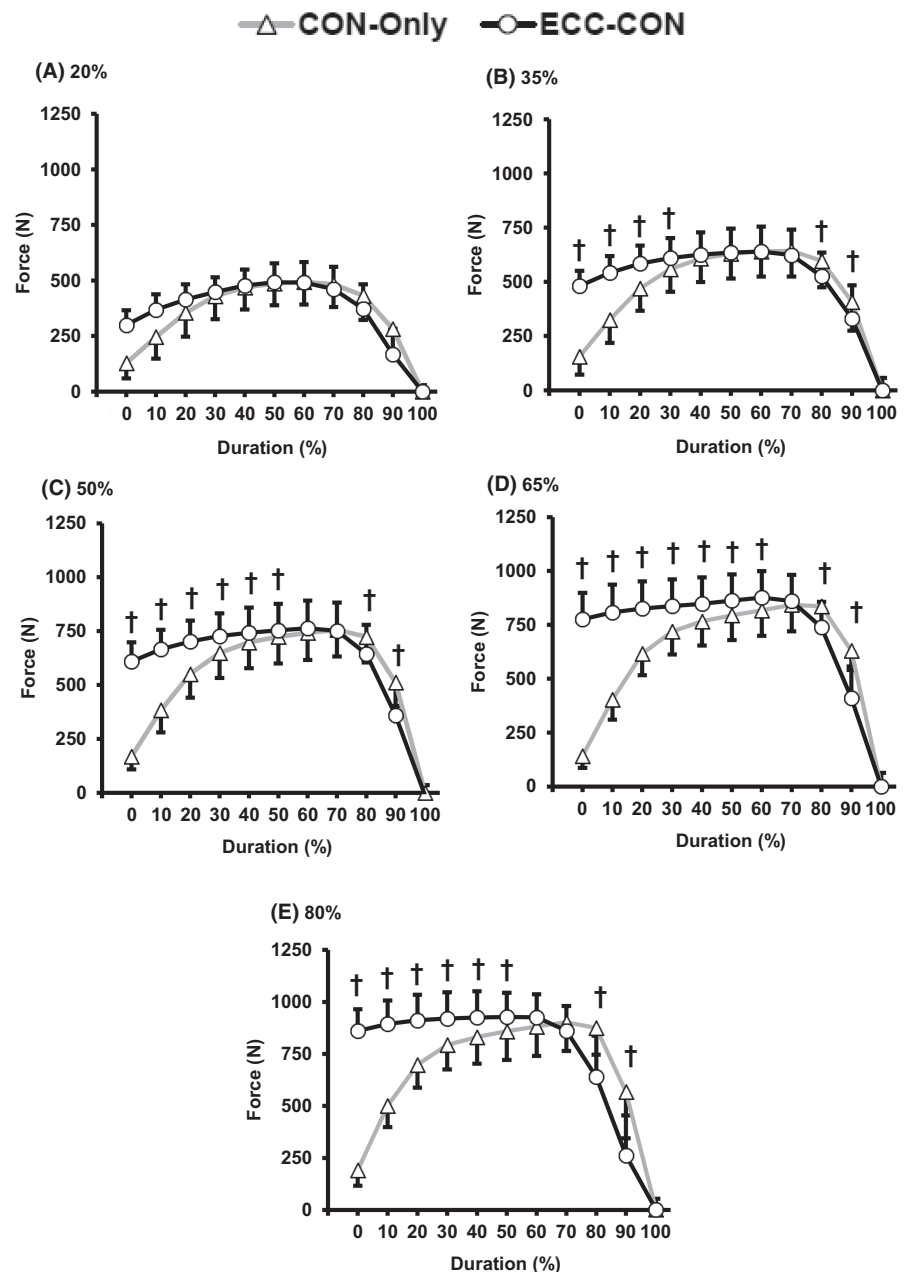 CON-Only ECC-CON
(A) 20%
1250
1000
750
500
250
0
Force (N)
0 10 20 30 40 50 60 70 80 90 100
Duration (%)
(B) 35%
1250
1000
750
500
250
0
Force (N)
† † † † † †
0 10 20 30 40 50 60 70 80 90 100
Duration (%)
(C) 50%
1250
1000
750
500
250
0
Force (N)
† † † † † † † †
0 10 20 30 40 50 60 70 80 90 100
Duration (%)
(D) 65%
1250
1000
750
500
250
0
Force (N)
† † † † † † † † †
0 10 20 30 40 50 60 70 80 90 100
Duration (%)
(E) 80%
1250
1000
750
500
250
0
Force (N)
† † † † † † † †
0 10 20 30 40 50 60 70 80 90 100
Duration (%)